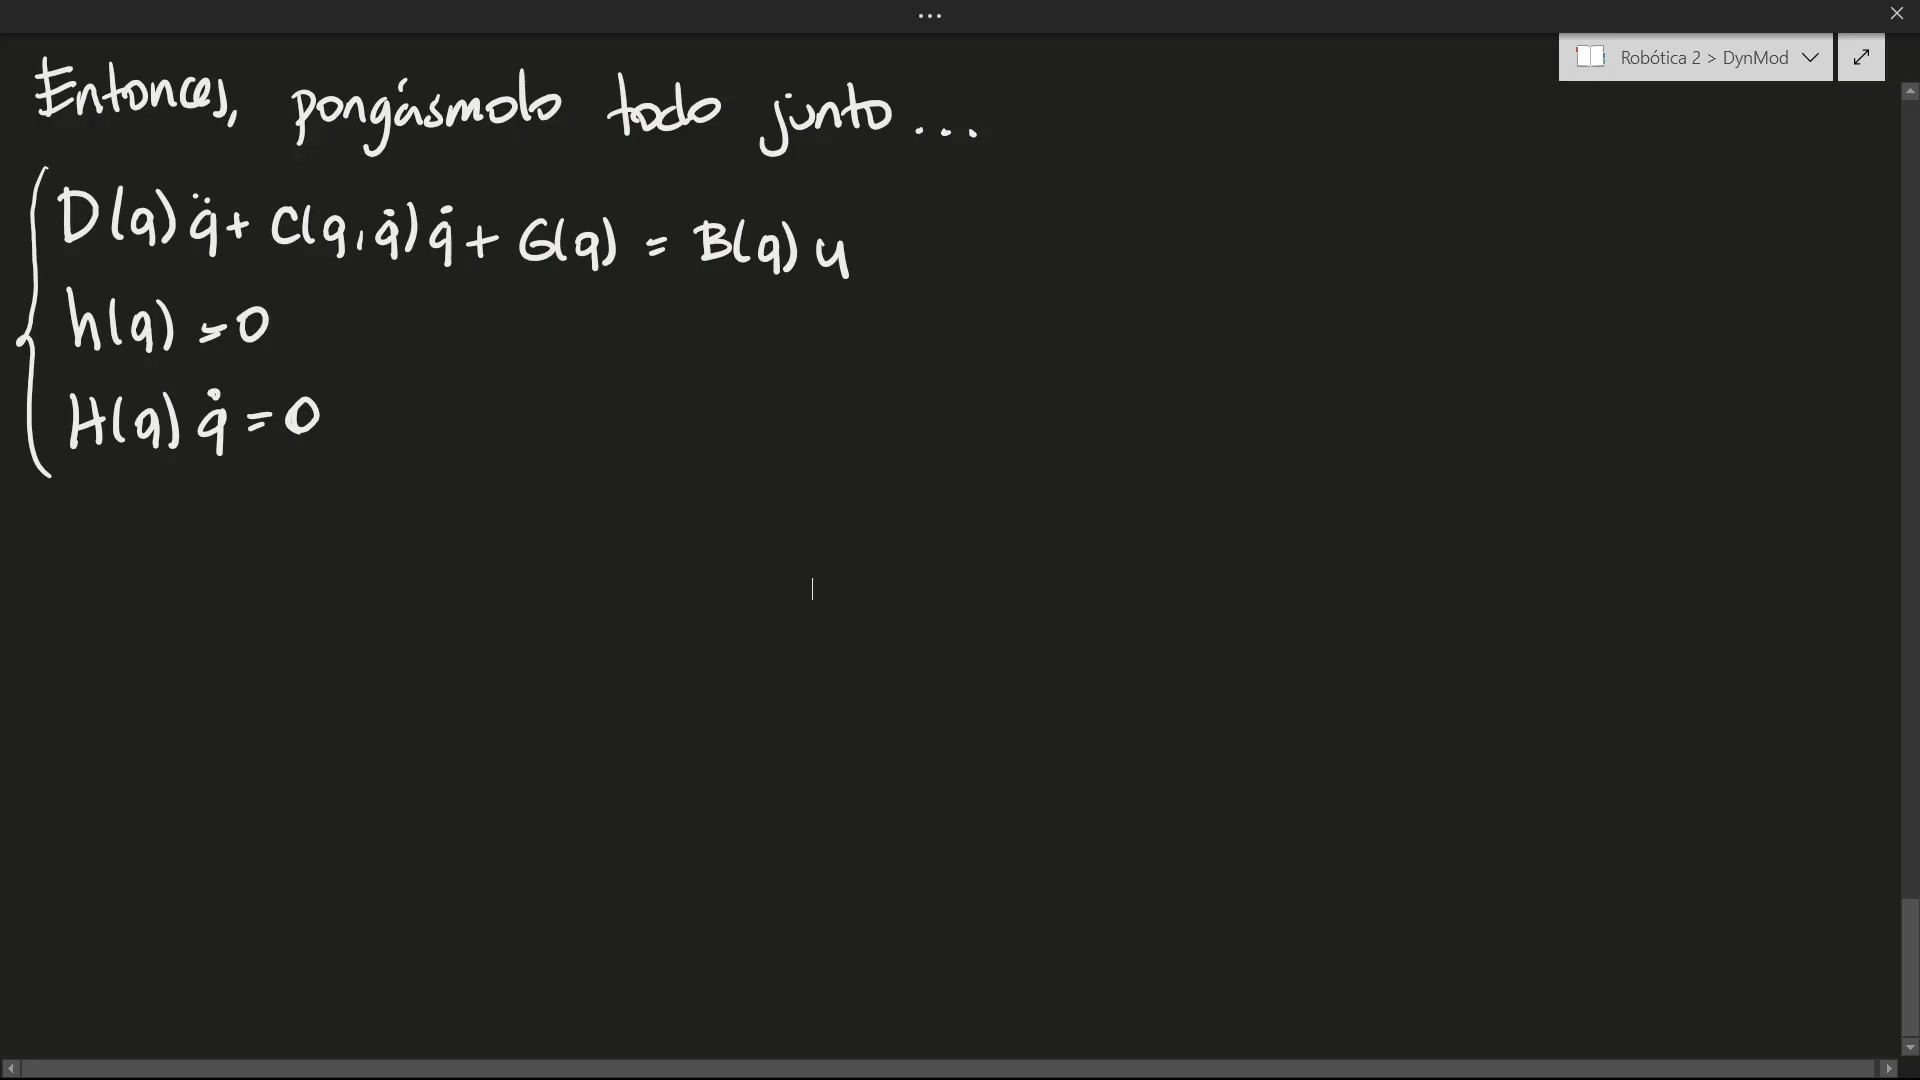 ...
Robótica 2 > DynMod
Entonces, pongásmolo todo junto...
D(q) q̈ + C(q, q̇) q̇ + G(q) = B(q) u
h(q) = 0
H(q) q̇ = 0